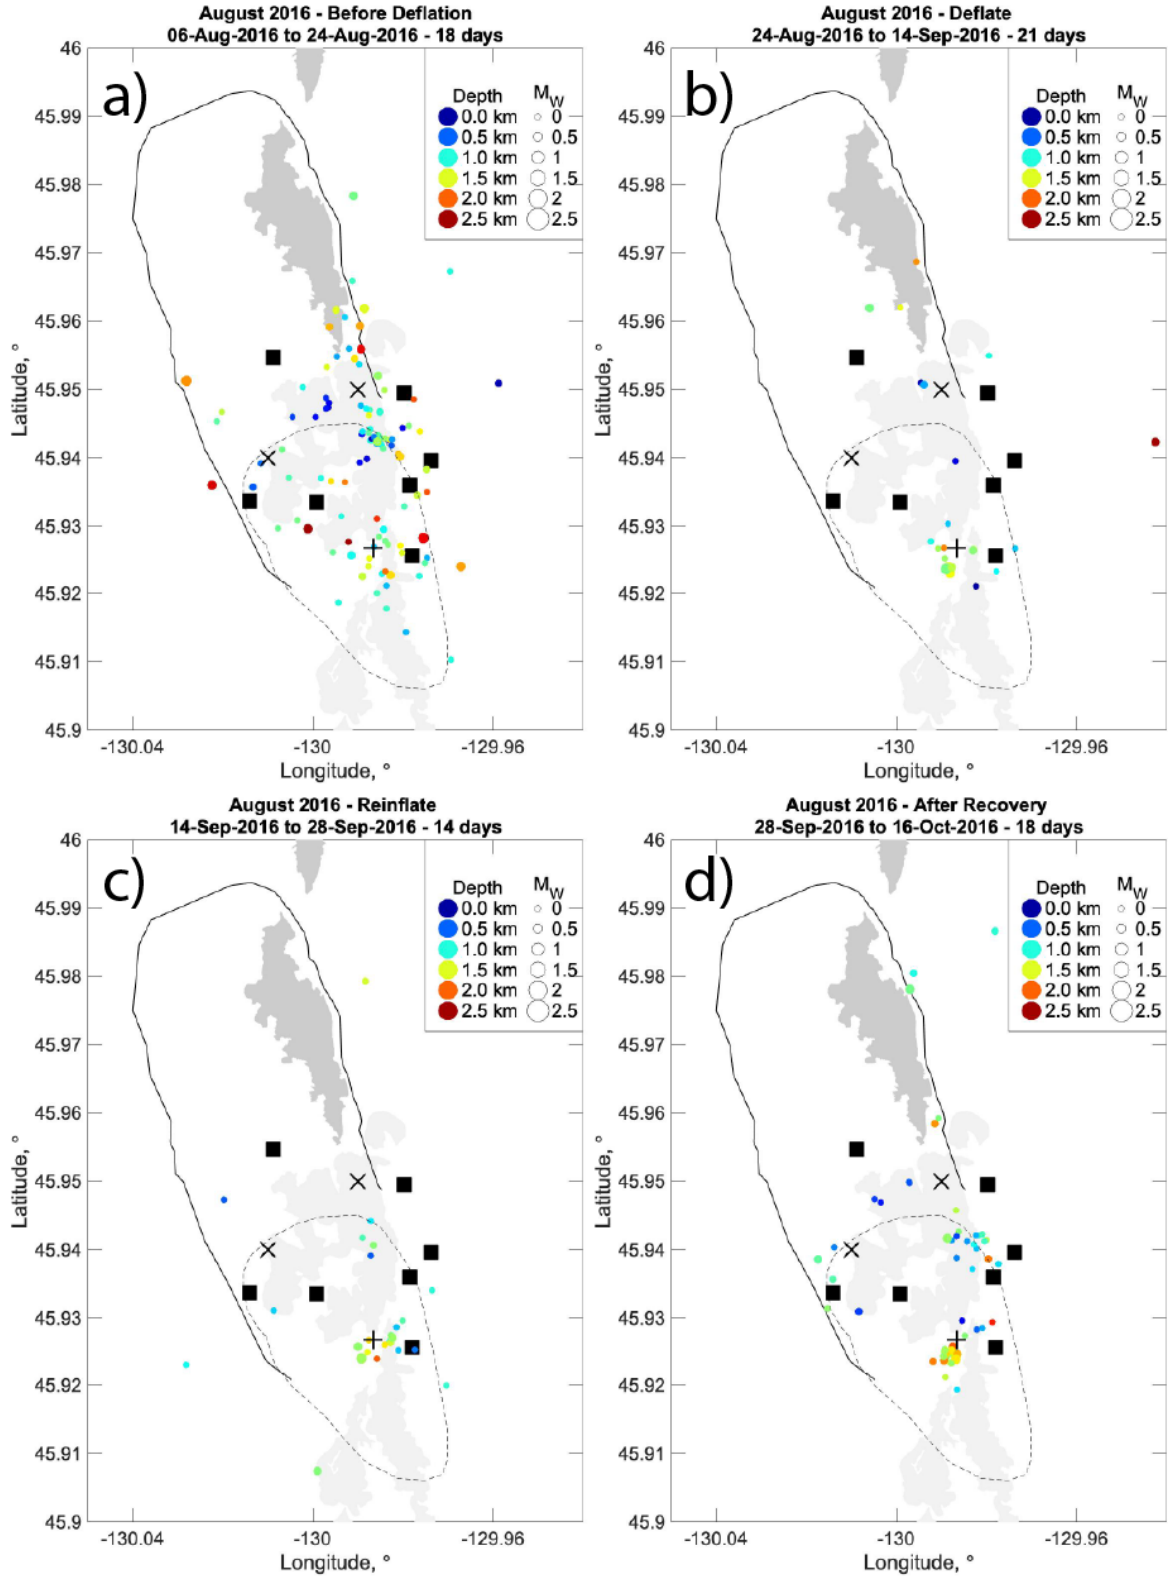 August 2016 - Before Deflation
06-Aug-2016 to 24-Aug-2016 - 18 days
a)
Depth M_W
0.0 km 0
0.5 km 0.5
1.0 km 1
1.5 km 1.5
2.0 km 2
2.5 km 2.5
46
45.99
45.98
45.97
45.96
45.95
45.94
45.93
45.92
45.91
45.9
Latitude, °
-130.04 -130 -129.96
Longitude, °
August 2016 - Deflate
24-Aug-2016 to 14-Sep-2016 - 21 days
b)
Depth M_W
0.0 km 0
0.5 km 0.5
1.0 km 1
1.5 km 1.5
2.0 km 2
2.5 km 2.5
46
45.99
45.98
45.97
45.96
45.95
45.94
45.93
45.92
45.91
45.9
Latitude, °
-130.04 -130 -129.96
Longitude, °
August 2016 - Reinflate
14-Sep-2016 to 28-Sep-2016 - 14 days
c)
Depth M_W
0.0 km 0
0.5 km 0.5
1.0 km 1
1.5 km 1.5
2.0 km 2
2.5 km 2.5
46
45.99
45.98
45.97
45.96
45.95
45.94
45.93
45.92
45.91
45.9
Latitude, °
-130.04 -130 -129.96
Longitude, °
August 2016 - After Recovery
28-Sep-2016 to 16-Oct-2016 - 18 days
d)
Depth M_W
0.0 km 0
0.5 km 0.5
1.0 km 1
1.5 km 1.5
2.0 km 2
2.5 km 2.5
46
45.99
45.98
45.97
45.96
45.95
45.94
45.93
45.92
45.91
45.9
Latitude, °
-130.04 -130 -129.96
Longitude, °